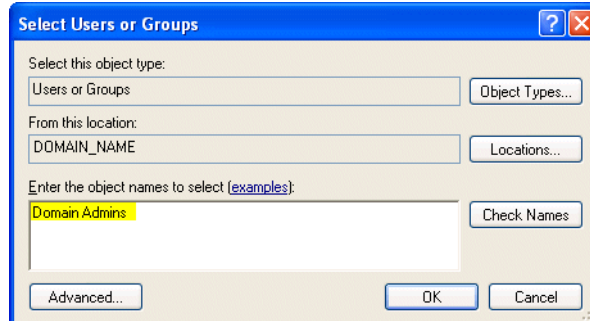 Select Users or Groups
Select this object type:
Users or Groups
Object Types...
From this location:
DOMAIN_NAME
Locations...
Enter the object names to select (examples):
Domain Admins
Check Names
Advanced...
OK
Cancel